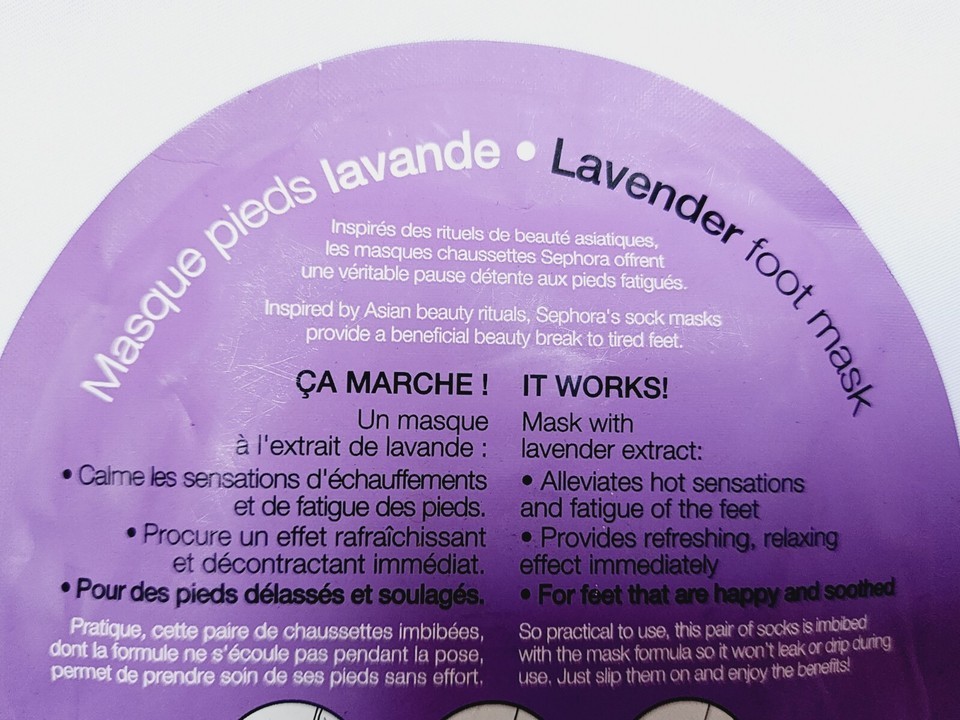 Masque pieds lavande • Lavender foot mask
Inspirés des rituels de beauté asiatiques,
les masques chaussettes Sephora offrent
une véritable pause détente aux pieds fatigués.
Inspired by Asian beauty rituals, Sephora's sock masks
provide a beneficial beauty break to tired feet.
ÇA MARCHE !
Un masque
à l'extrait de lavande :
• Calme les sensations d'échauffements
et de fatigue des pieds.
• Procure un effet rafraîchissant
et décontractant immédiat.
• Pour des pieds délassés et soulagés.
Pratique, cette paire de chaussettes imbibées,
dont la formule ne s'écoule pas pendant la pose,
permet de prendre soin de ses pieds sans effort.
IT WORKS!
Mask with
lavender extract:
• Alleviates hot sensations
and fatigue of the feet
• Provides refreshing, relaxing
effect immediately
• For feet that are happy and soothed
So practical to use, this pair of socks is imbibed
with the mask formula so it won't leak or drip during
use. Just slip them on and enjoy the benefits!